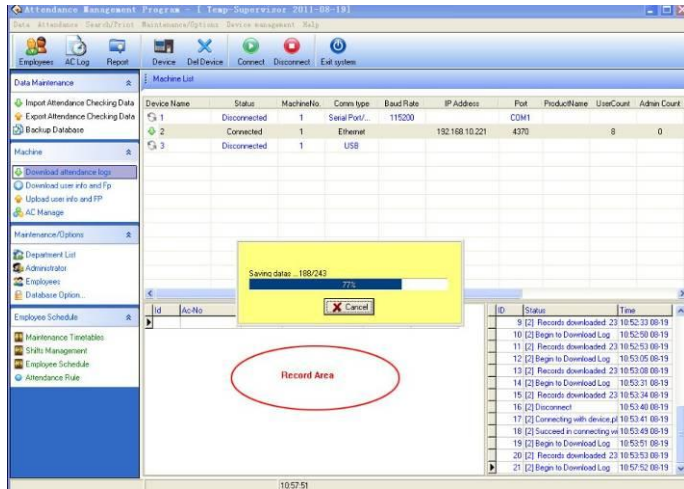 Attendance Management Program - [ Temp-Supervisor 2011-08-19]
Data Attendance Search/Print Maintenance/Options Device management Help
Employees AC Log Report Device Del Device Connect Disconnect Exit system
Data Maintenance
Import Attendance Checking Data
Export Attendance Checking Data
Backup Database
Machine
Download attendance logs
Download user info and Fp
Upload user info and FP
AC Manage
Maintenance/Options
Department List
Administrator
Employees
Database Option...
Employee Schedule
Maintenance Timetables
Shifts Management
Employee Schedule
Attendance Rule
Machine List
Device Name Status MachineNo. Comm type Baud Rate IP Address Port ProductName UserCount Admin Count
1 Disconnected 1 Serial Port/... 115200 COM1
2 Connected 1 Ethernet 192.168.10.221 4370 8 0
3 Disconnected 1 USB
Saving datas ...188/243
77%
Cancel
Id Ac-No
Record Area
ID Status Time
9 [2] Records downloaded: 23 10:52:33 08-19
10 [2]Begin to Download Log 10:52:50 08-19
11 [2] Records downloaded: 23 10:52:53 08-19
12 [2]Begin to Download Log 10:53:05 08-19
13 [2] Records downloaded: 23 10:53:08 08-19
14 [2]Begin to Download Log 10:53:31 08-19
15 [2] Records downloaded: 23 10:53:34 08-19
16 [2]Disconnect 10:53:40 08-19
17 [2]Connecting with device,pl 10:53:41 08-19
18 [2]Succeed in connecting wi 10:53:49 08-19
19 [2]Begin to Download Log 10:53:51 08-19
20 [2] Records downloaded: 23 10:53:53 08-19
21 [2]Begin to Download Log 10:57:52 08-19
10:57:51